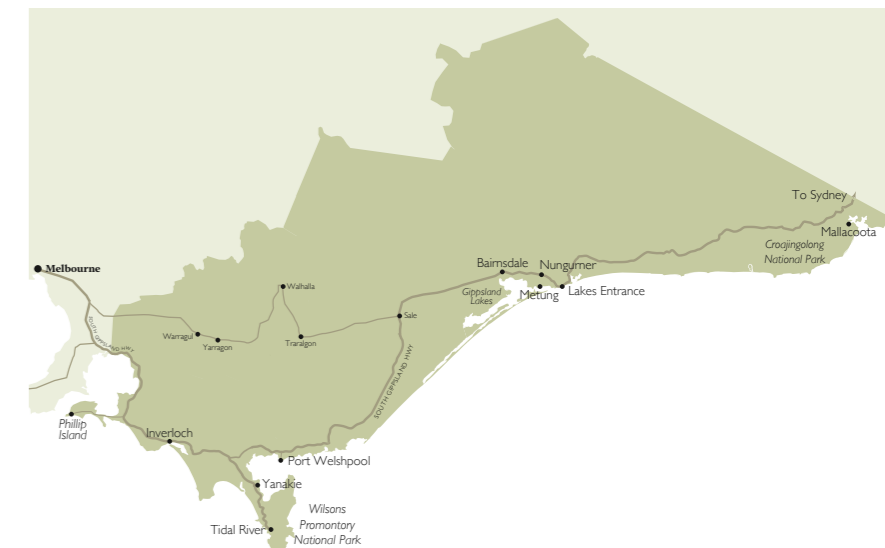 To Sydney
Mallacoota
Croajingolong
National Park
Bairnsdale
Nungurner
Melbourne
Gippsland
Lakes
Metung
Lakes Entrance
Walhalla
Sale
SOUTH GIPPSLAND HWY
Warragul
Yarragon
Traralgon
SOUTH GIPPSLAND HWY
Phillip
Island
Inverloch
Port Welshpool
Yanakie
Wilsons
Promontory
National Park
Tidal River